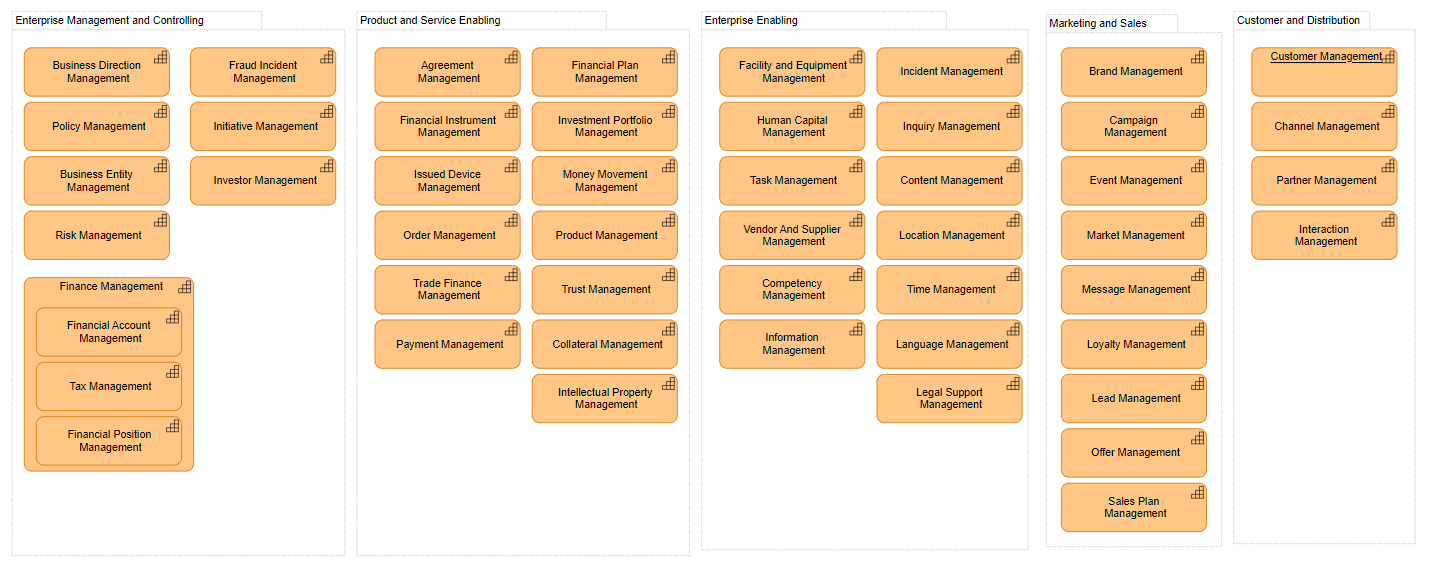 Enterprise Management and Controlling
Business Direction
Management
Fraud Incident
Management
Policy Management
Initiative Management
Business Entity
Management
Investor Management
Risk Management
Finance Management
Financial Account
Management
Tax Management
Financial Position
Management
Product and Service Enabling
Agreement
Management
Financial Plan
Management
Financial Instrument
Management
Investment Portfolio
Management
Issued Device
Management
Money Movement
Management
Order Management
Product Management
Trade Finance
Management
Trust Management
Payment Management
Collateral Management
Intellectual Property
Management
Enterprise Enabling
Facility and Equipment
Management
Incident Management
Human Capital
Management
Inquiry Management
Task Management
Content Management
Vendor And Supplier
Management
Location Management
Competency
Management
Time Management
Information
Management
Language Management
Legal Support
Management
Marketing and Sales
Brand Management
Campaign
Management
Event Management
Market Management
Message Management
Loyalty Management
Lead Management
Offer Management
Sales Plan
Management
Customer and Distribution
Customer Management
Channel Management
Partner Management
Interaction
Management